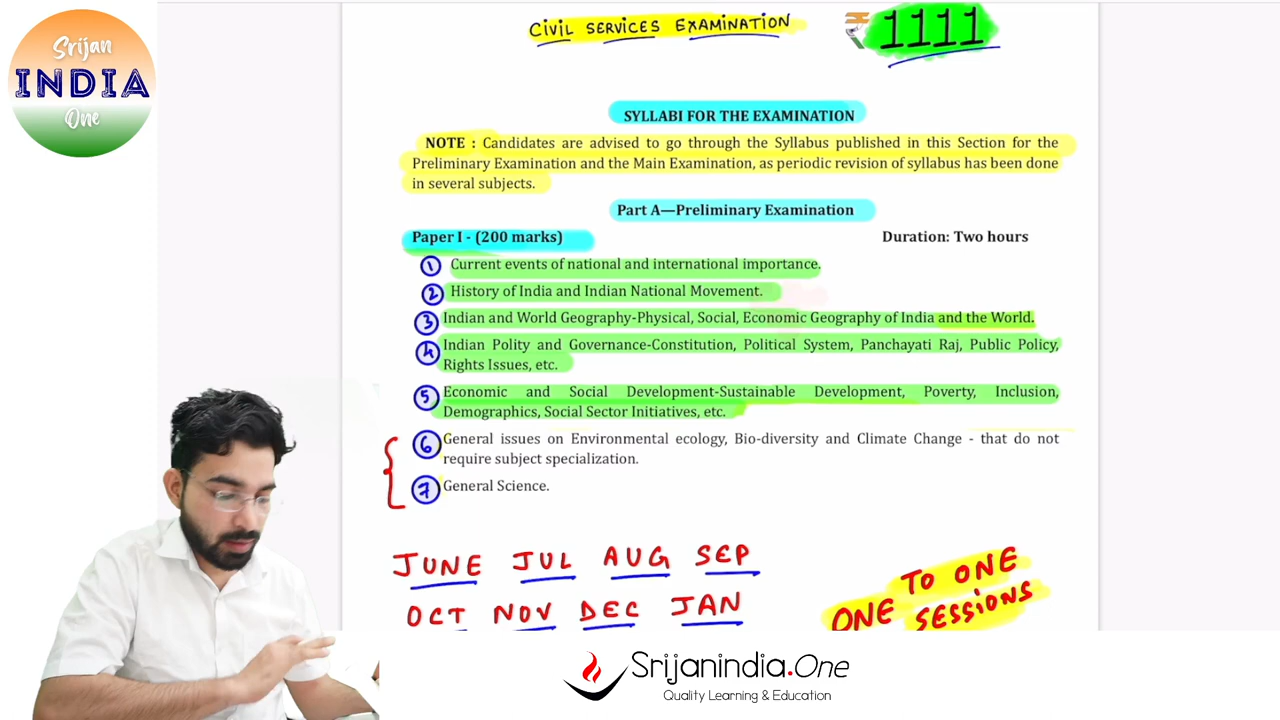 Srijan
INDIA
One
CIVIL SERVICES EXAMINATION
₹ 1111
SYLLABI FOR THE EXAMINATION
NOTE : Candidates are advised to go through the Syllabus published in this Section for the
Preliminary Examination and the Main Examination, as periodic revision of syllabus has been done
in several subjects.
Part A—Preliminary Examination
Paper I - (200 marks) Duration: Two hours
1 Current events of national and international importance.
2 History of India and Indian National Movement.
3 Indian and World Geography-Physical, Social, Economic Geography of India and the World.
4 Indian Polity and Governance-Constitution, Political System, Panchayati Raj, Public Policy,
Rights Issues, etc.
5 Economic and Social Development-Sustainable Development, Poverty, Inclusion,
Demographics, Social Sector Initiatives, etc.
6 General issues on Environmental ecology, Bio-diversity and Climate Change - that do not
require subject specialization.
7 General Science.
JUNE JUL AUG SEP
OCT NOV DEC JAN
ONE TO ONE
SESSIONS
Srijanindia.One
Quality Learning & Education